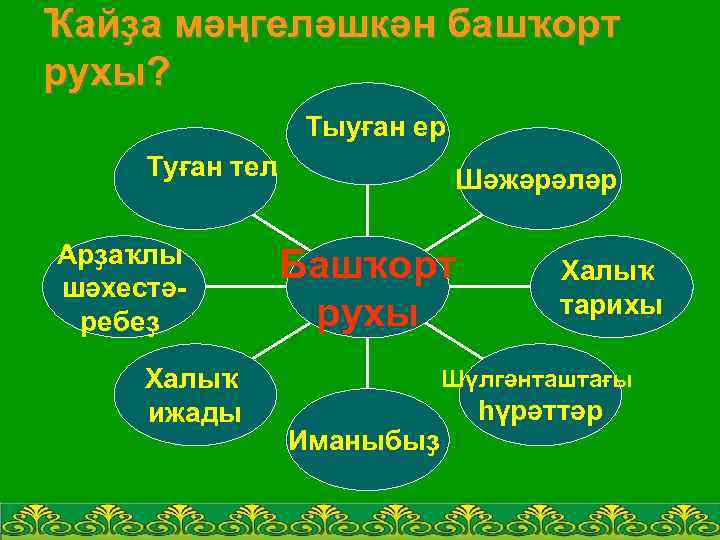 Ҡайҙа мәңгеләшкән башҡорт
рухы?
Тыуған ер
Туған тел
Шәжәрәләр
Арҙаҡлы
шәхестә-
ребеҙ
Башҡорт
рухы
Халыҡ
тарихы
Халыҡ
ижады
Шүлгәнташтағы
һүрәттәр
Иманыбыҙ